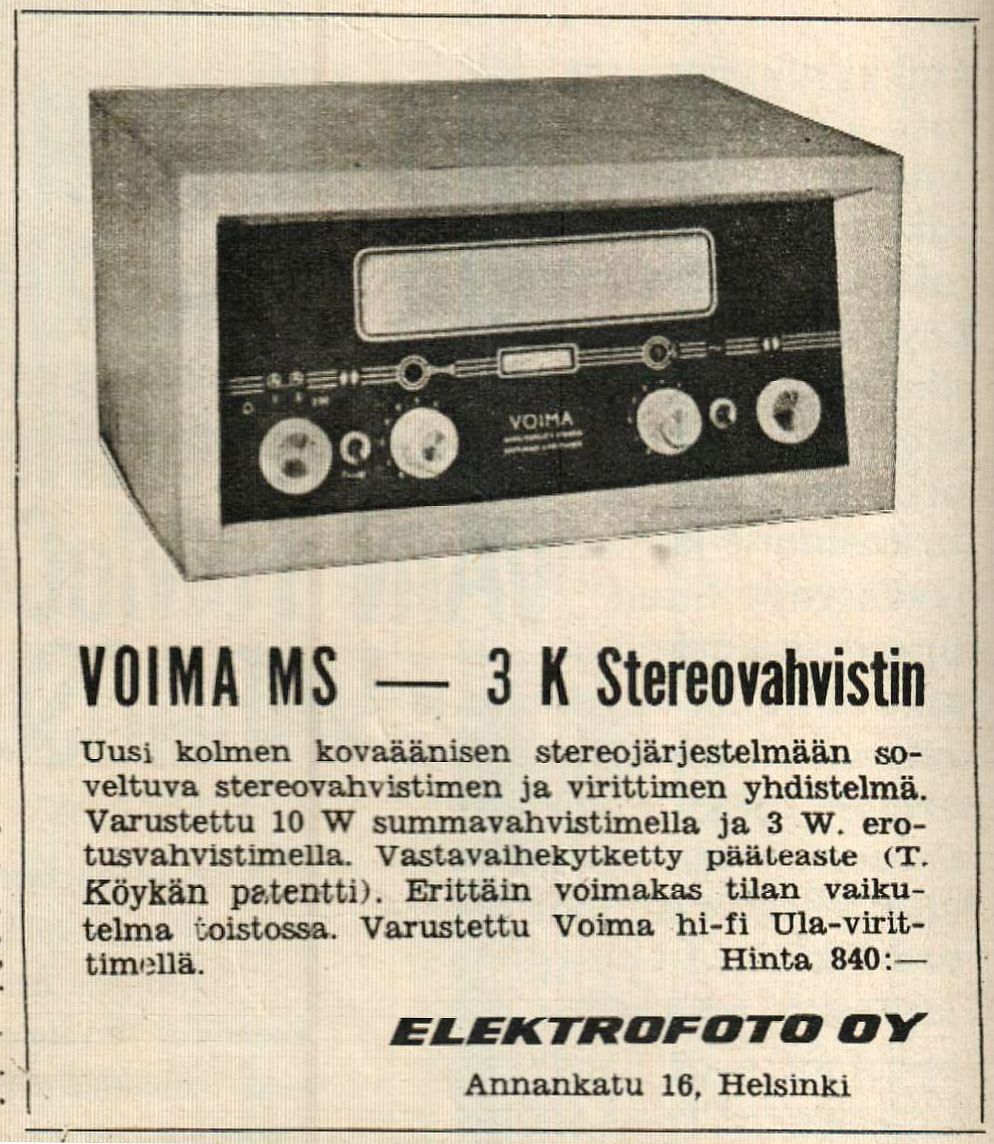 VOIMA
VOIMA MS — 3 K Stereovahvistin
Uusi kolmen kovaäänisen stereojärjestelmään so-
veltuva stereovahvistimen ja virittimen yhdistelmä.
Varustettu 10 W summavahvistimella ja 3 W. ero-
tusvahvistimella. Vastavaihekytketty pääteaste (T.
Köykän patentti). Erittäin voimakas tilan vaiku-
telma toistossa. Varustettu Voima hi-fi Ula-virit-
timellä. Hinta 840:—
ELEKTROFOTO OY
Annankatu 16, Helsinki